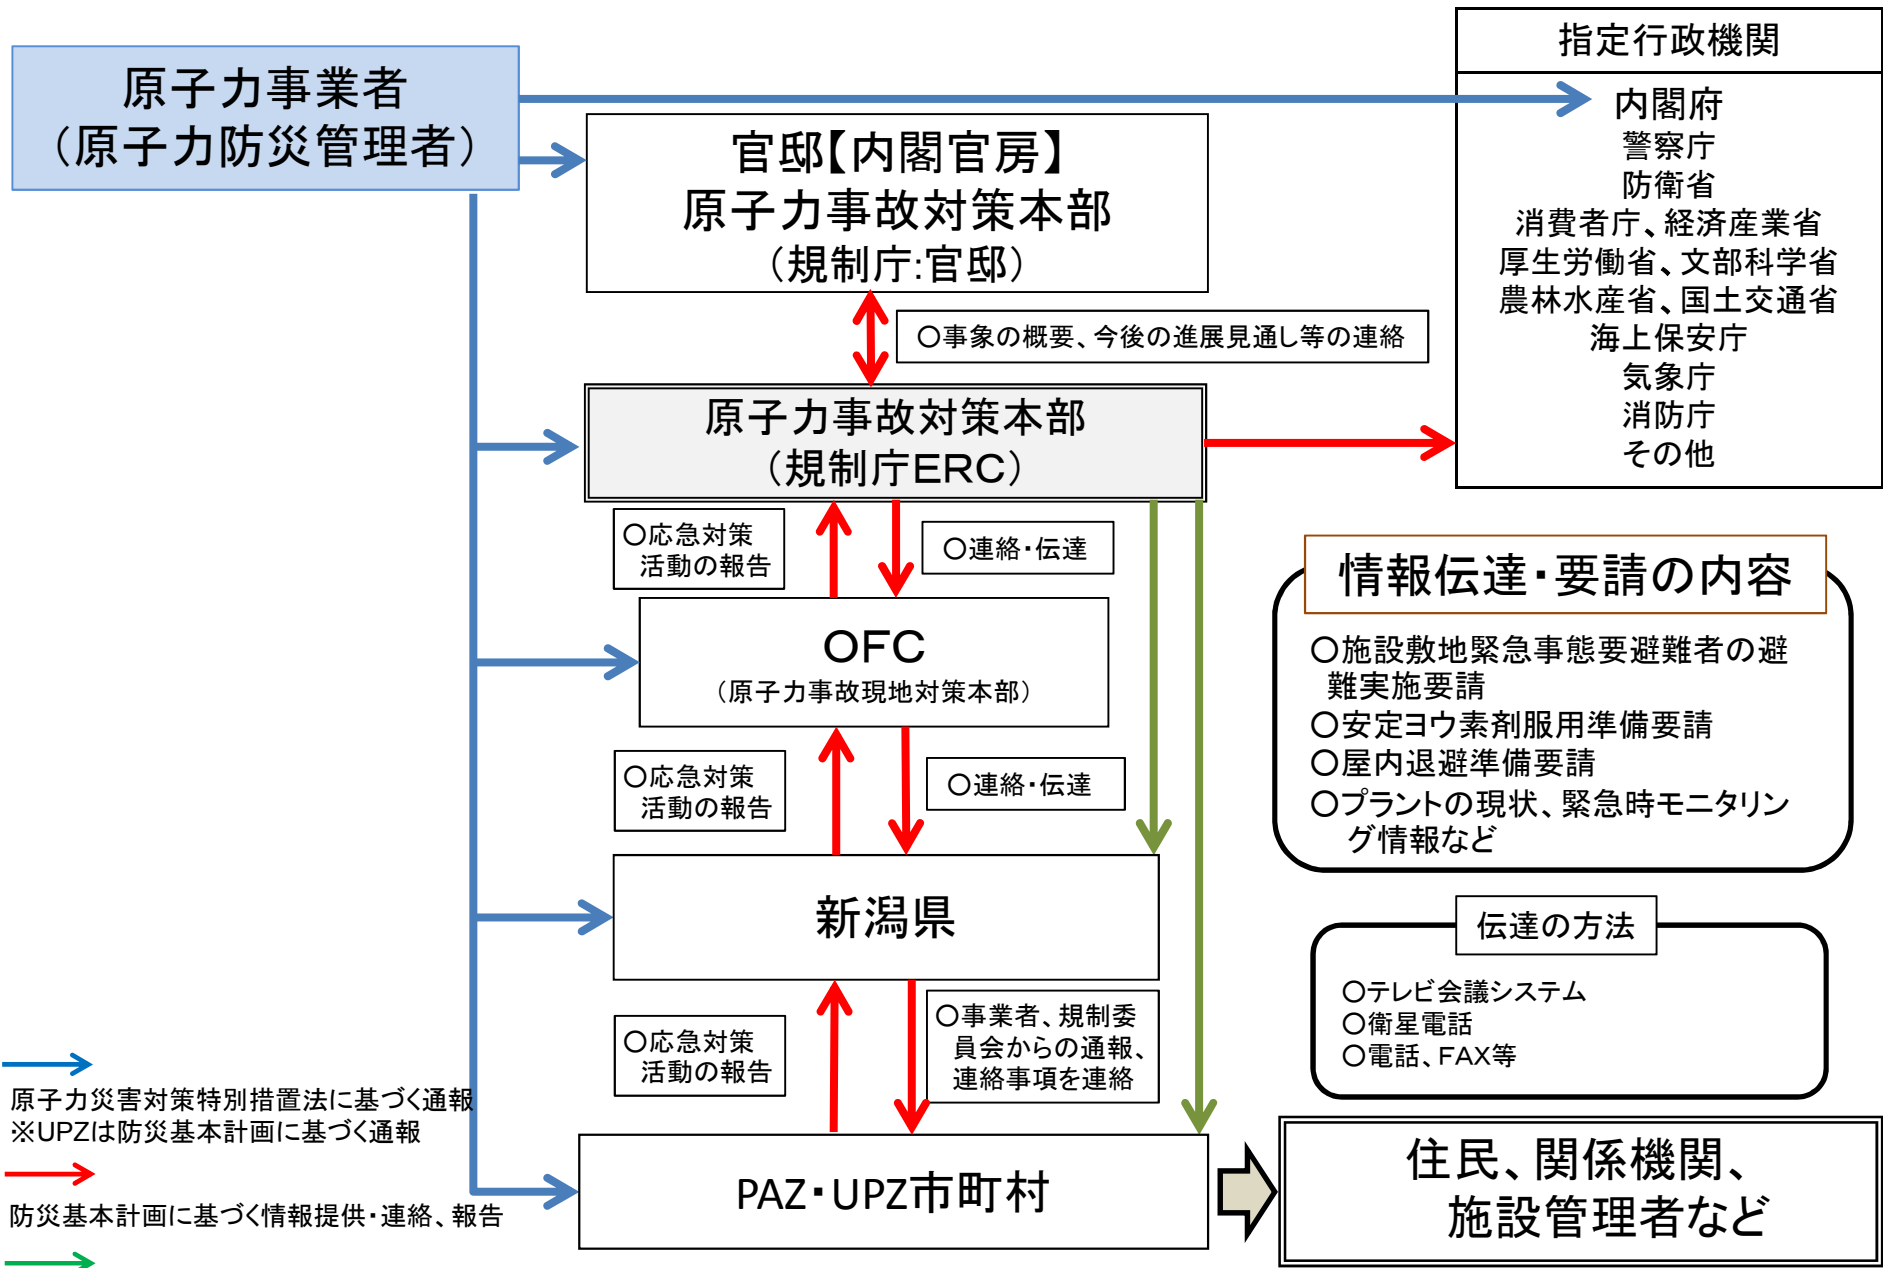 原子力事業者
（原子力防災管理者）
指定行政機関
内閣府
警察庁
防衛省
消費者庁、経済産業省
厚生労働省、文部科学省
農林水産省、国土交通省
海上保安庁
気象庁
消防庁
その他
官邸【内閣官房】
原子力事故対策本部
（規制庁:官邸）
○事象の概要、今後の進展見通し等の連絡
原子力事故対策本部
（規制庁ERC）
○応急対策
活動の報告
○連絡・伝達
OFC
（原子力事故現地対策本部）
○応急対策
活動の報告
○連絡・伝達
新潟県
○応急対策
活動の報告
○事業者、規制委
員会からの通報、
連絡事項を連絡
PAZ・UPZ市町村
情報伝達・要請の内容
○施設敷地緊急事態要避難者の避
難実施要請
○安定ヨウ素剤服用準備要請
○屋内退避準備要請
○プラントの現状、緊急時モニタリン
グ情報など
伝達の方法
○テレビ会議システム
○衛星電話
○電話、FAX等
住民、関係機関、
施設管理者など
原子力災害対策特別措置法に基づく通報
※UPZは防災基本計画に基づく通報
防災基本計画に基づく情報提供・連絡、報告